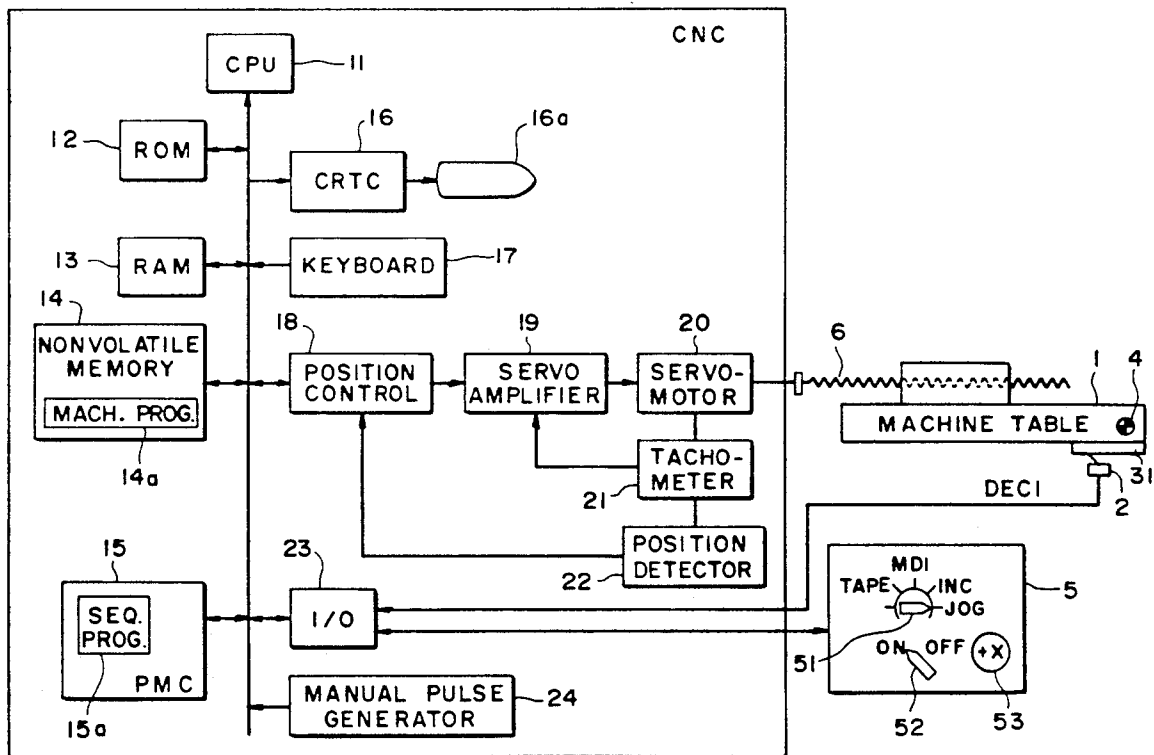 CNC
CPU
11
12
ROM
16
16a
CRTC
13
RAM
KEYBOARD
17
14
NONVOLATILE
MEMORY
MACH. PROG.
14a
18
POSITION
CONTROL
19
SERVO
AMPLIFIER
20
SERVO-
MOTOR
6
1
4
MACHINE TABLE
31
2
DECI
TACHO-
METER
21
POSITION
DETECTOR
22
15
SEQ.
PROG.
PMC
15a
23
I/O
MANUAL PULSE
GENERATOR
24
MDI
TAPE
INC
JOG
5
51
ON
OFF
+X
52
53